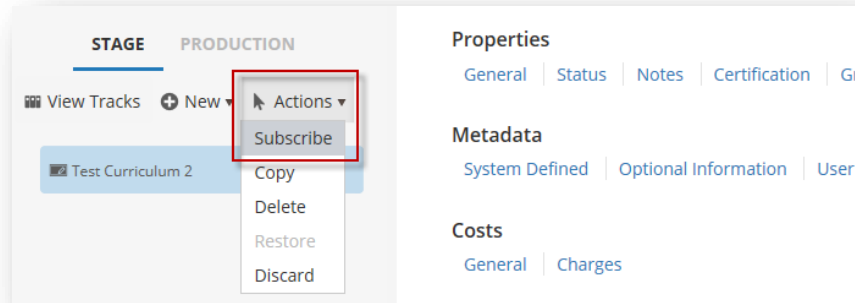 STAGE PRODUCTION
View Tracks New Actions
Subscribe
Test Curriculum 2
Copy
Delete
Restore
Discard
Properties
General Status Notes Certification
Metadata
System Defined Optional Information User
Costs
General Charges